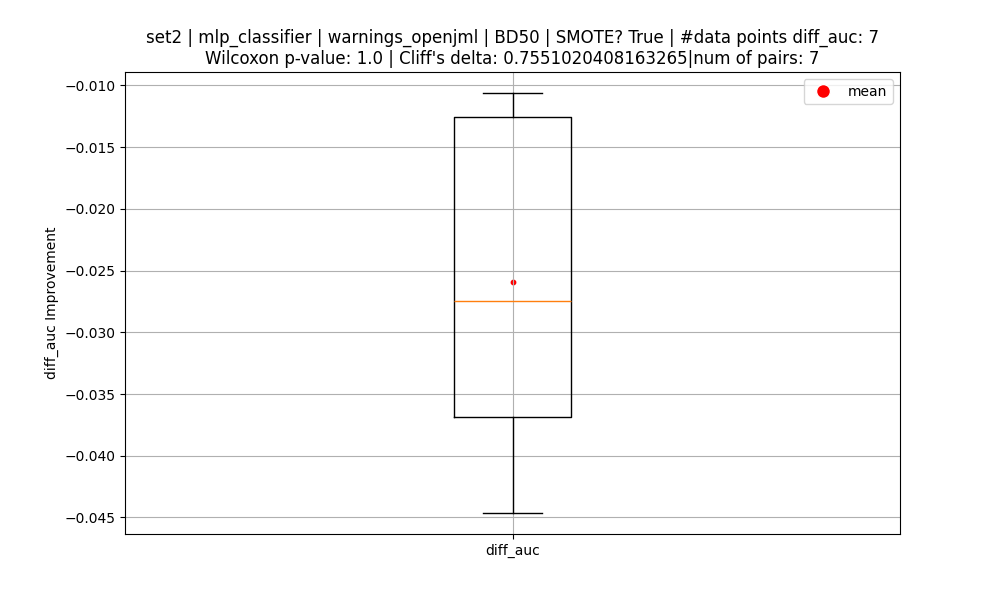 set2 | mlp_classifier | warnings_openjml | BD50 | SMOTE? True | #data points diff_auc: 7
Wilcoxon p-value: 1.0 | Cliff's delta: 0.7551020408163265|num of pairs: 7
mean
−0.010
−0.015
−0.020
−0.025
−0.030
−0.035
−0.040
−0.045
diff_auc Improvement
diff_auc